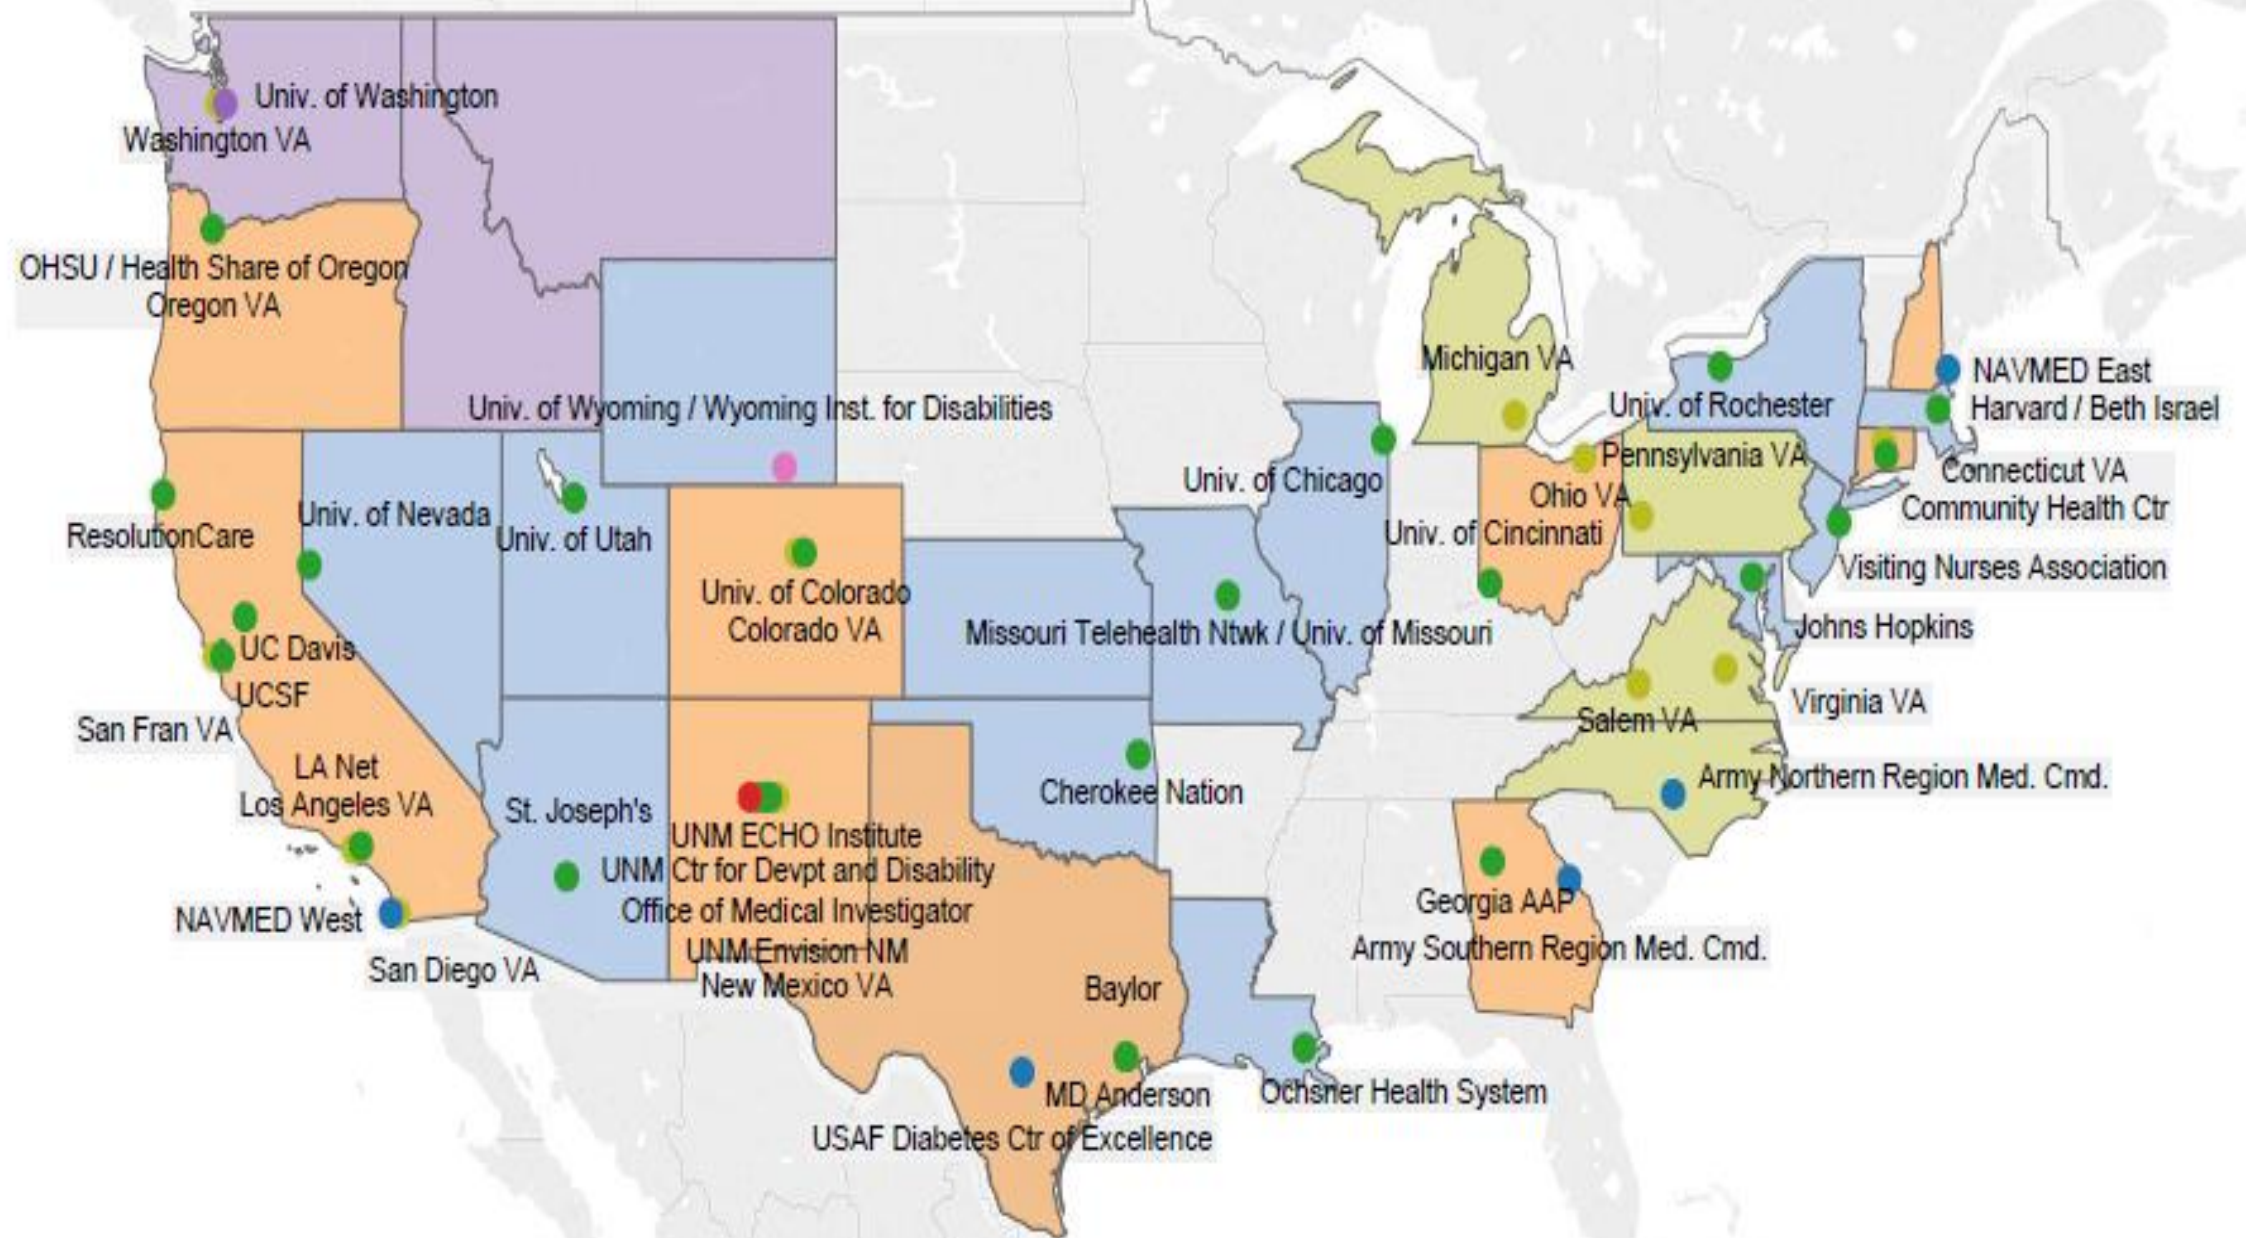 Univ. of Washington
Washington VA
OHSU / Health Share of Oregon
Oregon VA
Univ. of Wyoming / Wyoming Inst. for Disabilities
ResolutionCare
Univ. of Nevada
Univ. of Utah
Univ. of Colorado
Colorado VA
UC Davis
UCSF
San Fran VA
LA Net
Los Angeles VA
NAVMED West
San Diego VA
St. Joseph's
UNM ECHO Institute
UNM Ctr for Devpt and Disability
Office of Medical Investigator
UNM Envision NM
New Mexico VA
Missouri Telehealth Ntwk / Univ. of Missouri
Cherokee Nation
Baylor
MD Anderson
USAF Diabetes Ctr of Excellence
Ochsner Health System
Univ. of Chicago
Michigan VA
Ohio VA
Univ. of Cincinnati
Pennsylvania VA
Univ. of Rochester
NAVMED East
Harvard / Beth Israel
Connecticut VA
Community Health Ctr
Visiting Nurses Association
Johns Hopkins
Virginia VA
Salem VA
Army Northern Region Med. Cmd.
Georgia AAP
Army Southern Region Med. Cmd.